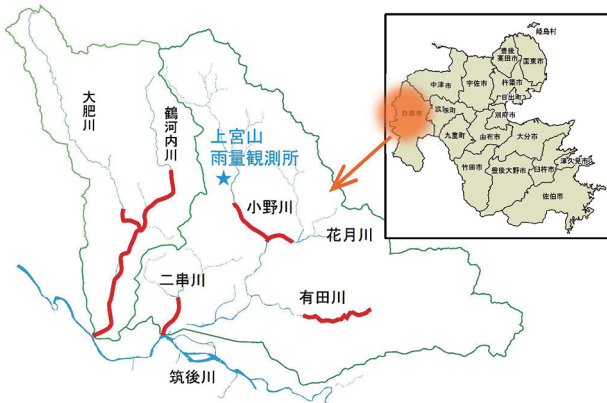 大肥川
鶴河内川
上宮山
雨量観測所
小野川
花月川
二串川
有田川
筑後川
姫島村
豊後
高田市
国東市
中津市
宇佐市
杵築市
日出町
日田市
玖珠町
別府市
九重町
由布市
大分市
竹田市
豊後大野市
臼杵市
津久見市
佐伯市